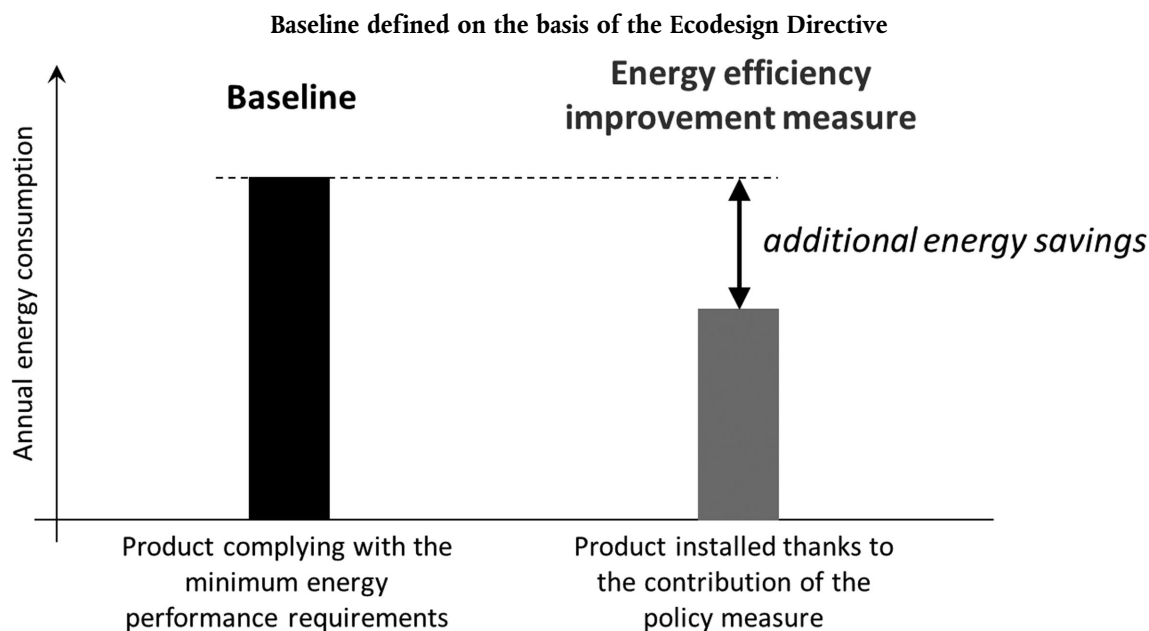 Baseline defined on the basis of the Ecodesign Directive
Baseline
Energy efficiency
improvement measure
Annual energy consumption
additional energy savings
Product complying with the
minimum energy
performance requirements
Product installed thanks to
the contribution of the
policy measure